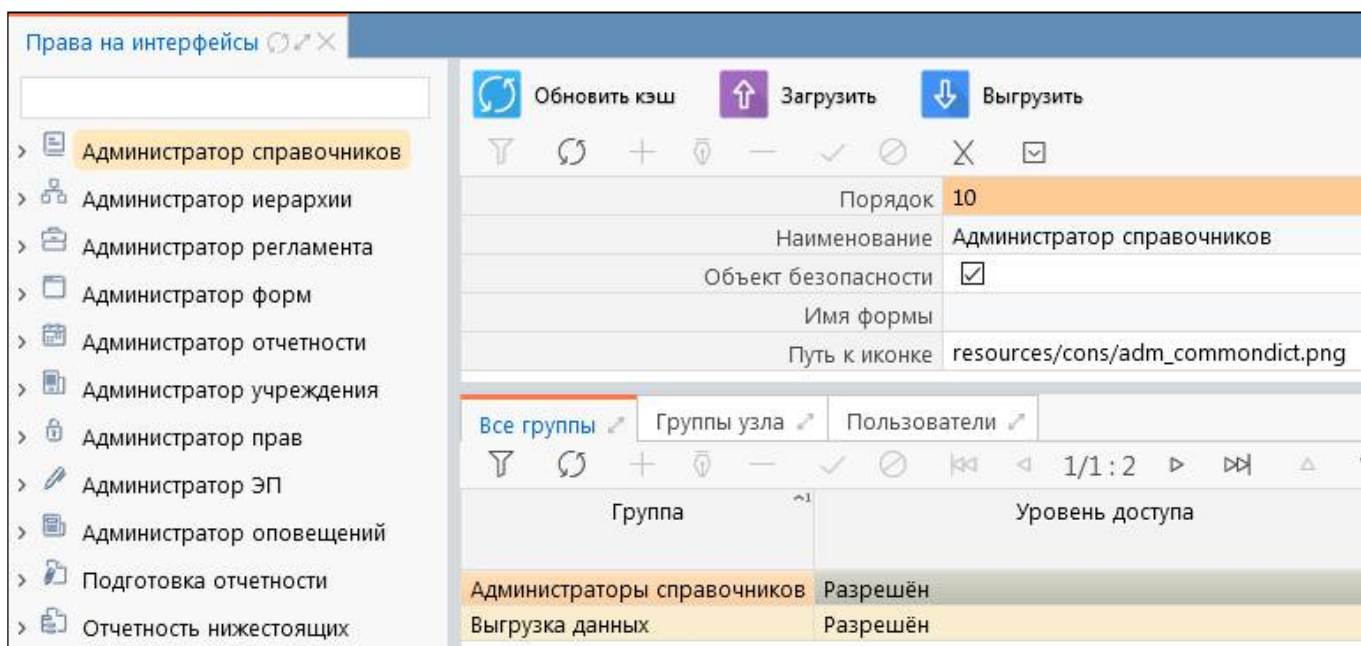 Права на интерфейсы
Обновить кэш Загрузить Выгрузить
Администратор справочников
Администратор иерархии
Администратор регламента
Администратор форм
Администратор отчетности
Администратор учреждения
Администратор прав
Администратор ЭП
Администратор оповещений
Подготовка отчетности
Отчетность нижестоящих
Порядок 10
Наименование Администратор справочников
Объект безопасности
Имя формы
Путь к иконке resources/cons/adm_commondict.png
Все группы Группы узла Пользователи
1/1 : 2
Группа 1 Уровень доступа
Администраторы справочников Разрешён
Выгрузка данных Разрешён